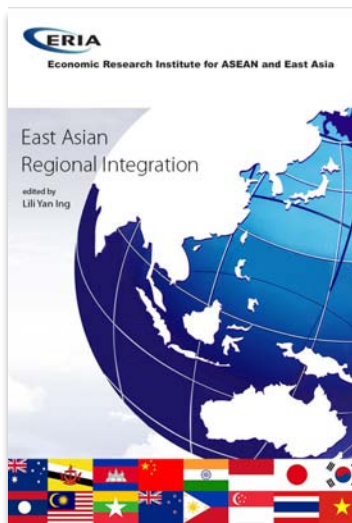 ERIA
Economic Research Institute for ASEAN and East Asia
East Asian
Regional Integration
edited by
Lili Yan Ing